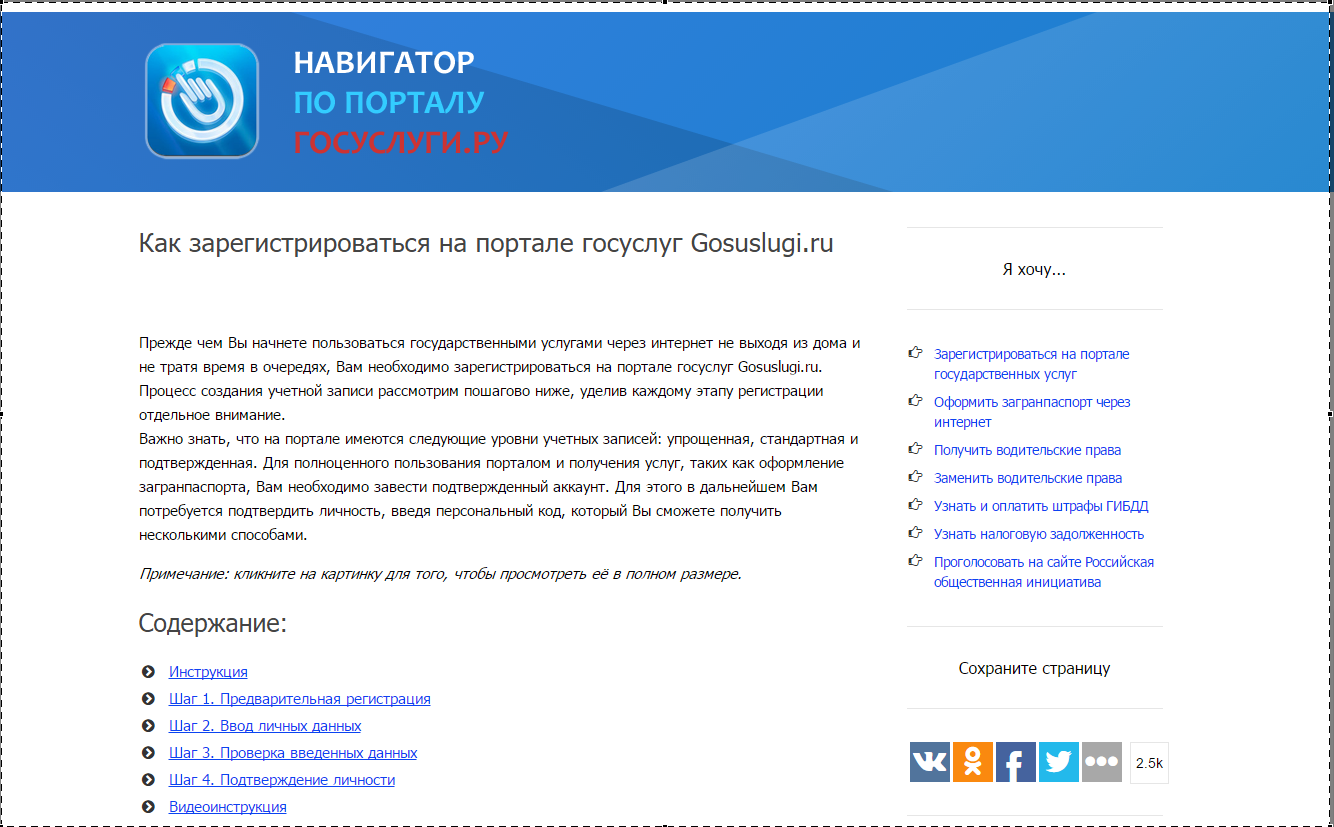 НАВИГАТОР
ПО ПОРТАЛУ
ГОСУСЛУГИ.РУ
Как зарегистрироваться на портале госуслуг Gosuslugi.ru
Прежде чем Вы начнете пользоваться государственными услугами через интернет не выходя из дома и
не тратя время в очередях, Вам необходимо зарегистрироваться на портале госуслуг Gosuslugi.ru.
Процесс создания учетной записи рассмотрим пошагово ниже, уделив каждому этапу регистрации
отдельное внимание.
Важно знать, что на портале имеются следующие уровни учетных записей: упрощенная, стандартная и
подтвержденная. Для полноценного пользования порталом и получения услуг, таких как оформление
загранпаспорта, Вам необходимо завести подтвержденный аккаунт. Для этого в дальнейшем Вам
потребуется подтвердить личность, введя персональный код, который Вы сможете получить
несколькими способами.
Примечание: кликните на картинку для того, чтобы просмотреть её в полном размере.
Содержание:
Инструкция
Шаг 1. Предварительная регистрация
Шаг 2. Ввод личных данных
Шаг 3. Проверка введенных данных
Шаг 4. Подтверждение личности
Видеоинструкция
Я хочу...
Зарегистрироваться на портале
государственных услуг
Оформить загранпаспорт через
интернет
Получить водительские права
Заменить водительские права
Узнать и оплатить штрафы ГИБДД
Узнать налоговую задолженность
Проголосовать на сайте Российская
общественная инициатива
Сохраните страницу
2.5k